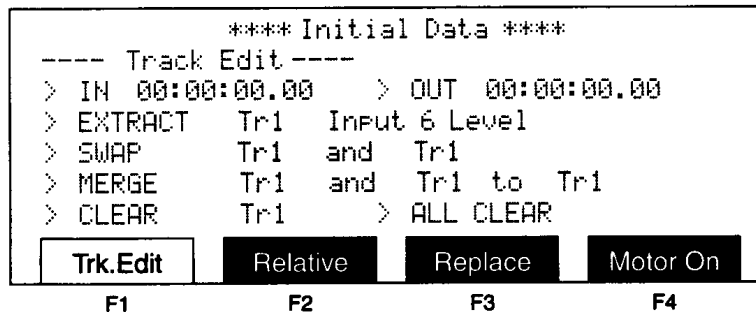 **** Initial Data ****
---- Track Edit ----
> IN 00:00:00.00 > OUT 00:00:00.00
> EXTRACT Tr1 Input 6 Level
> SWAP Tr1 and Tr1
> MERGE Tr1 and Tr1 to Tr1
> CLEAR Tr1 > ALL CLEAR
Trk.Edit Relative Replace Motor On
F1 F2 F3 F4